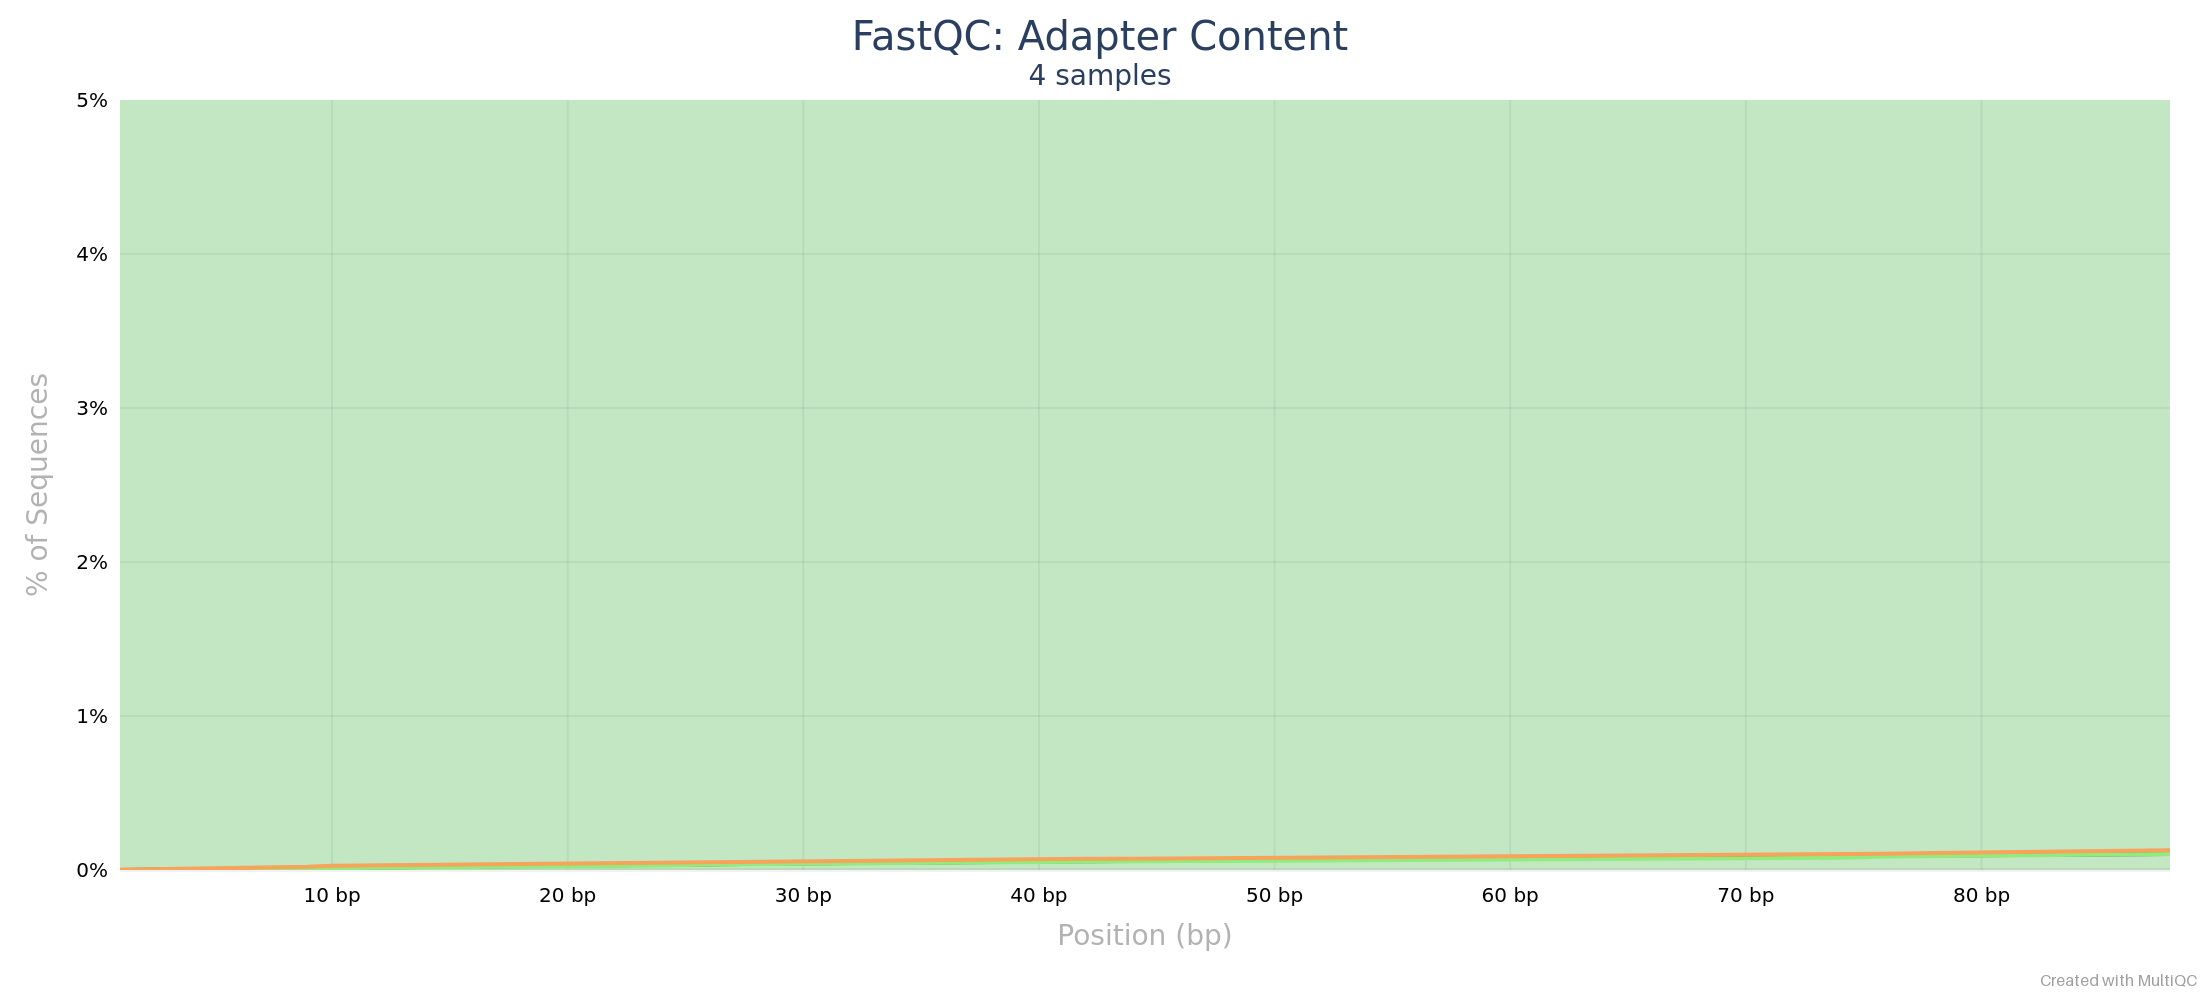 FastQC: Adapter Content
4 samples
5%
4%
3%
2%
1%
0%
% of Sequences
10 bp
20 bp
30 bp
40 bp
50 bp
60 bp
70 bp
80 bp
Position (bp)
Created with MultiQC